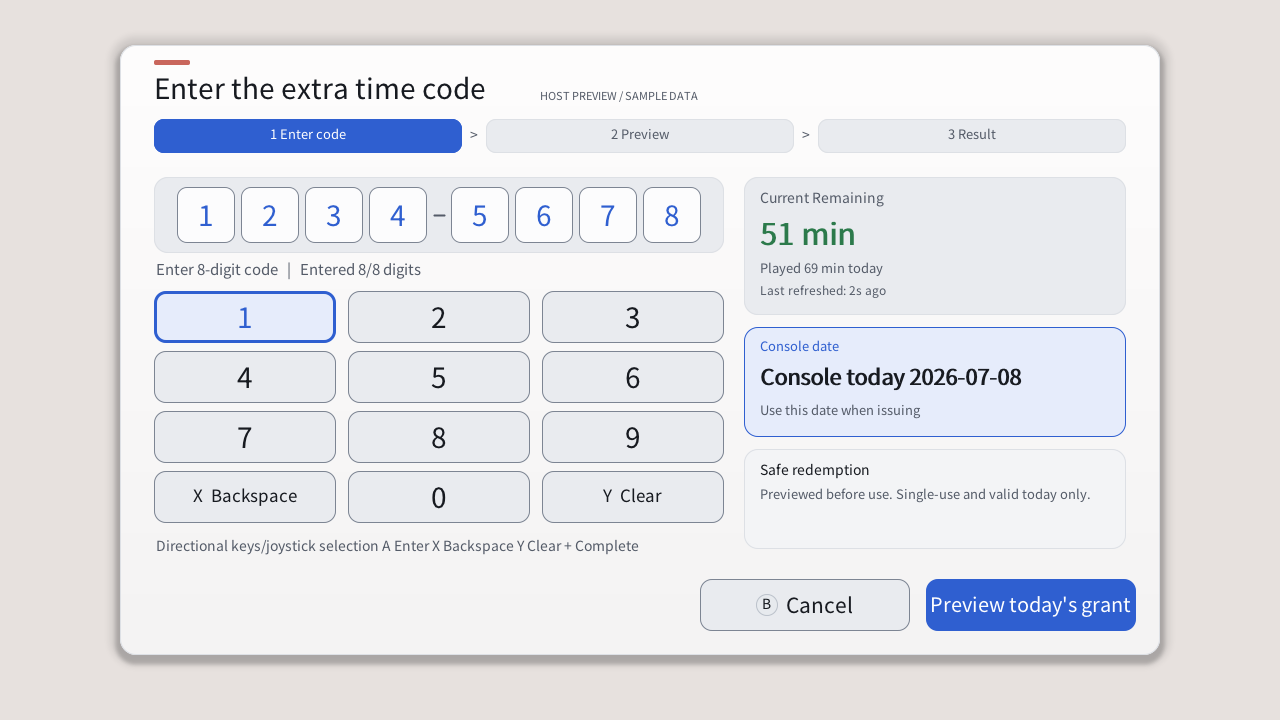 Enter the extra time code
HOST PREVIEW / SAMPLE DATA
1 Enter code
>
2 Preview
>
3 Result
1 2 3 4 – 5 6 7 8
Enter 8-digit code | Entered 8/8 digits
1 2 3
4 5 6
7 8 9
X Backspace 0 Y Clear
Directional keys/joystick selection A Enter X Backspace Y Clear + Complete
Current Remaining
51 min
Played 69 min today
Last refreshed: 2s ago
Console date
Console today 2026-07-08
Use this date when issuing
Safe redemption
Previewed before use. Single-use and valid today only.
B Cancel
Preview today's grant